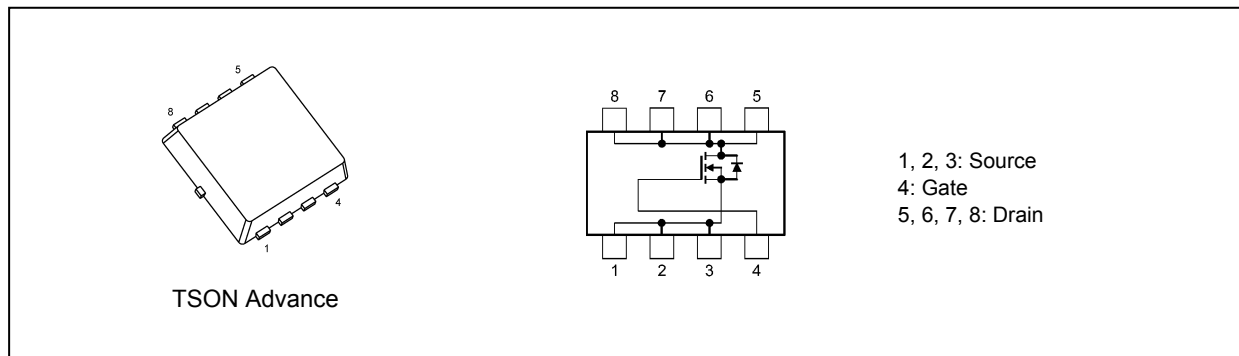 5
8
4
1
TSON Advance
8 7 6 5
1 2 3 4
1, 2, 3: Source
4: Gate
5, 6, 7, 8: Drain